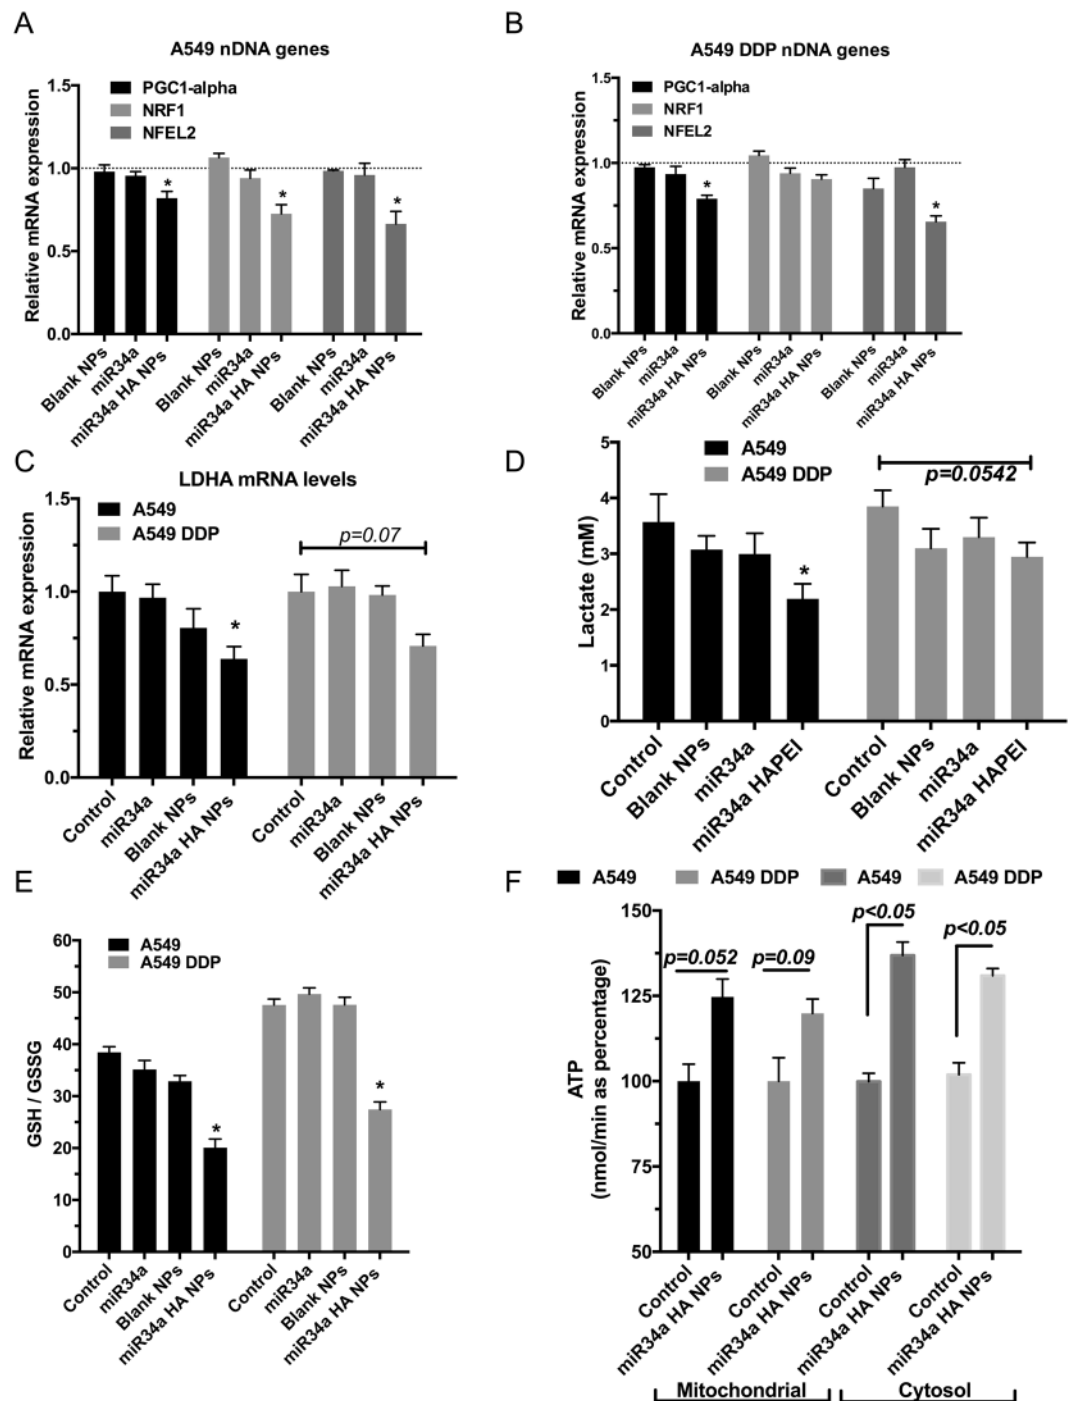 A
A549 nDNA genes
PGC1-alpha
NRF1
NFEL2
Relative mRNA expression
1.5
1.0
0.5
0.0
* * *
Blank NPs
miR34a
miR34a HA NPs
Blank NPs
miR34a
miR34a HA NPs
Blank NPs
miR34a
miR34a HA NPs
B
A549 DDP nDNA genes
PGC1-alpha
NRF1
NFEL2
Relative mRNA expression
1.5
1.0
0.5
0.0
* *
Blank NPs
miR34a
miR34a HA NPs
Blank NPs
miR34a
miR34a HA NPs
Blank NPs
miR34a
miR34a HA NPs
C
LDHA mRNA levels
A549
A549 DDP
p=0.07
Relative mRNA expression
1.5
1.0
0.5
0.0
*
Control
miR34a
Blank NPs
miR34a HA NPs
Control
miR34a
Blank NPs
miR34a HA NPs
D
A549
A549 DDP
p=0.0542
Lactate (mM)
5
4
3
2
1
0
*
Control
Blank NPs
miR34a
miR34a HAPEI
Control
Blank NPs
miR34a
miR34a HAPEI
E
A549
A549 DDP
GSH / GSSG
60
50
40
30
20
10
0
* *
Control
miR34a
Blank NPs
miR34a HA NPs
Control
miR34a
Blank NPs
miR34a HA NPs
F
A549 A549 DDP A549 A549 DDP
p=0.052
p=0.09
p<0.05
p<0.05
ATP
(nmol/min as percentage)
150
125
100
75
50
Control
miR34a HA NPs
Control
miR34a HA NPs
Control
miR34a HA NPs
Control
miR34a HA NPs
Mitochondrial
Cytosol